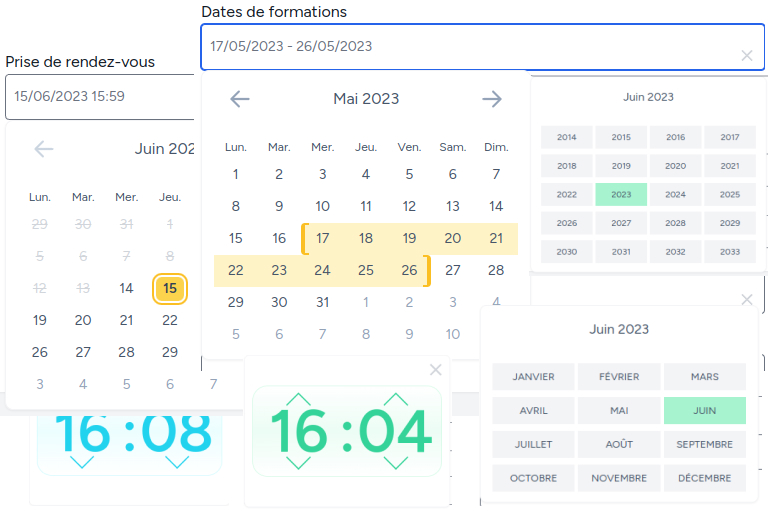 Dates de formations
17/05/2023 - 26/05/2023
Prise de rendez-vous
15/06/2023 15:59
Juin 202
Lun. Mar. Mer. Jeu.
29 30 31 1
5 6 7 8
12 13 14 15
19 20 21 22
26 27 28 29
3 4 5 6 7
Mai 2023
Lun. Mar. Mer. Jeu. Ven. Sam. Dim.
1 2 3 4 5 6 7
8 9 10 11 12 13 14
15 16 17 18 19 20 21
22 23 24 25 26 27 28
29 30 31 1 2 3 4
5 6 7 8 9 10
Juin 2023
2014 2015 2016 2017
2018 2019 2020 2021
2022 2023 2024 2025
2026 2027 2028 2029
2030 2031 2032 2033
16:08
16:04
Juin 2023
JANVIER FÉVRIER MARS
AVRIL MAI JUIN
JUILLET AOÛT SEPTEMBRE
OCTOBRE NOVEMBRE DÉCEMBRE